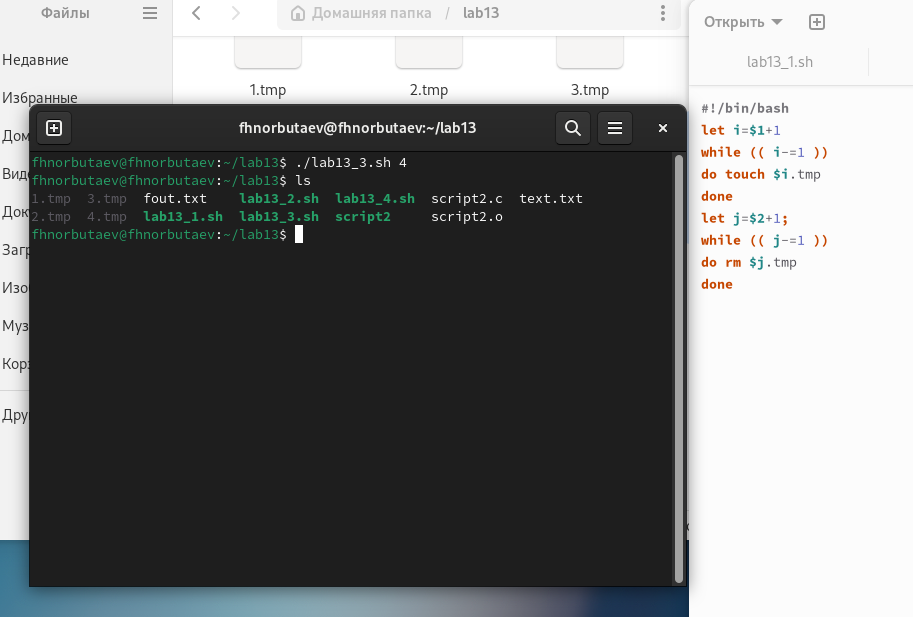 Файлы
Домашняя папка / lab13
Недавние
Избранные
1.tmp 2.tmp 3.tmp
fhnorbutaev@fhnorbutaev:~/lab13
fhnorbutaev@fhnorbutaev:~/lab13$ ./lab13_3.sh 4
fhnorbutaev@fhnorbutaev:~/lab13$ ls
1.tmp 3.tmp fout.txt lab13_2.sh lab13_4.sh script2.c text.txt
2.tmp 4.tmp lab13_1.sh lab13_3.sh script2 script2.o
fhnorbutaev@fhnorbutaev:~/lab13$
Открыть
lab13_1.sh
#!/bin/bash
let i=$1+1
while (( i-=1 ))
do touch $i.tmp
done
let j=$2+1;
while (( j-=1 ))
do rm $j.tmp
done